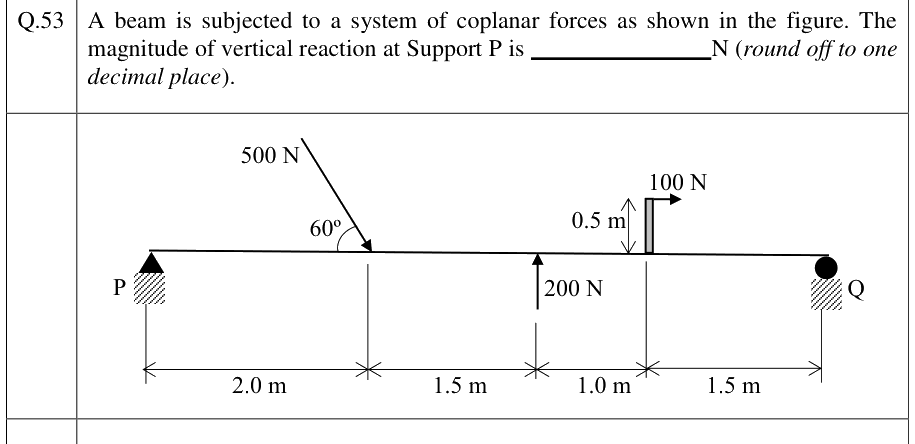 Q.53 A beam is subjected to a system of coplanar forces as shown in the figure. The
magnitude of vertical reaction at Support P is ________________ N (round off to one
decimal place).
500 N
100 N
60º
0.5 m
P
200 N
Q
2.0 m
1.5 m
1.0 m
1.5 m